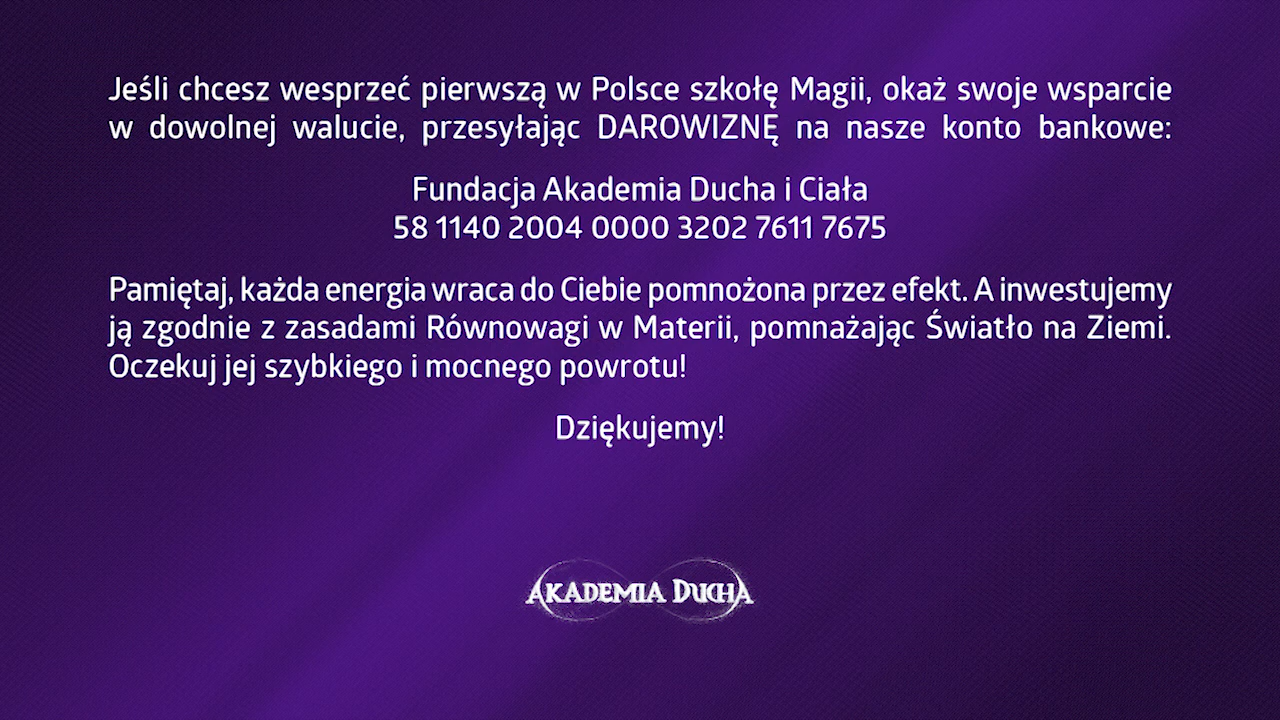 Jeśli chcesz wesprzeć pierwszą w Polsce szkołę Magii, okaż swoje wsparcie
w dowolnej walucie, przesyłając DAROWIZNĘ na nasze konto bankowe:
Fundacja Akademia Ducha i Ciała
58 1140 2004 0000 3202 7611 7675
Pamiętaj, każda energia wraca do Ciebie pomnożona przez efekt. A inwestujemy
ją zgodnie z zasadami Równowagi w Materii, pomnażając Światło na Ziemi.
Oczekuj jej szybkiego i mocnego powrotu!
Dziękujemy!
AKADEMIA DUCHA